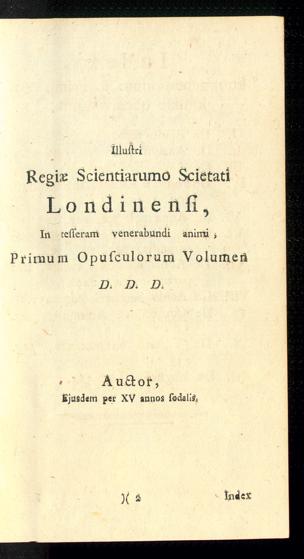 Illustri
Regiæ Scientiarumo Scietati
Londinensi,
In tesseram venerabundi animi,
Primum Opusculorum Volumen
D. D. D.
Auctor,
Ejusdem per XV annos sodalis,
)( 2 Index